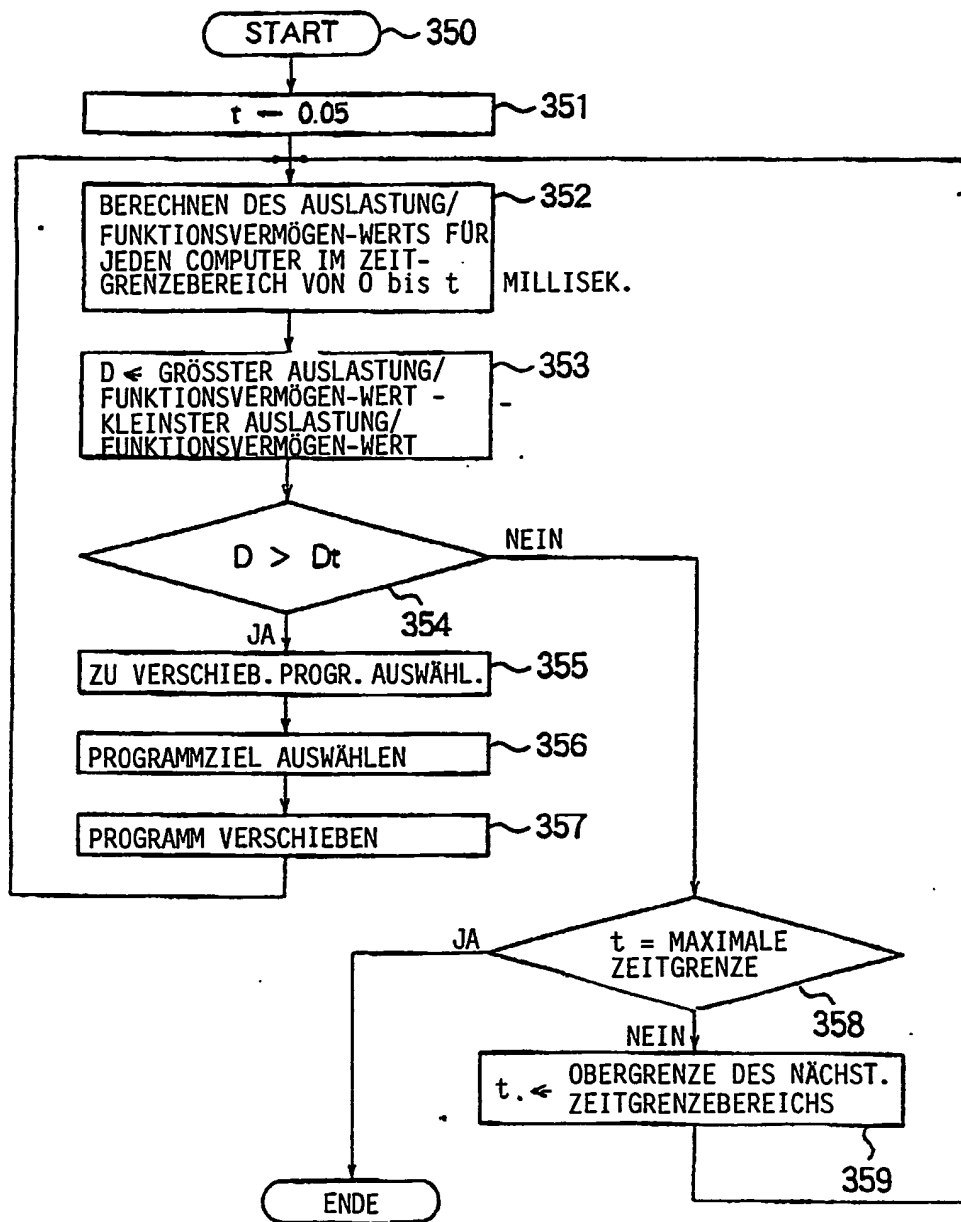 START
350
t ← 0.05
351
BERECHNEN DES AUSLASTUNG/
FUNKTIONSVERMÖGEN-WERTS FÜR
JEDEN COMPUTER IM ZEIT-
GRENZEBEREICH VON 0 bis t MILLISEK.
352
D ← GRÖSSTER AUSLASTUNG/
FUNKTIONSVERMÖGEN-WERT -
KLEINSTER AUSLASTUNG/
FUNKTIONSVERMÖGEN-WERT
353
D > Dt
NEIN
354
JA
ZU VERSCHIEB. PROGR. AUSWÄHL.
355
PROGRAMMZIEL AUSWÄHLEN
356
PROGRAMM VERSCHIEBEN
357
JA
t = MAXIMALE
ZEITGRENZE
358
NEIN
t. ← OBERGRENZE DES NÄCHST.
ZEITGRENZEBEREICHS
359
ENDE